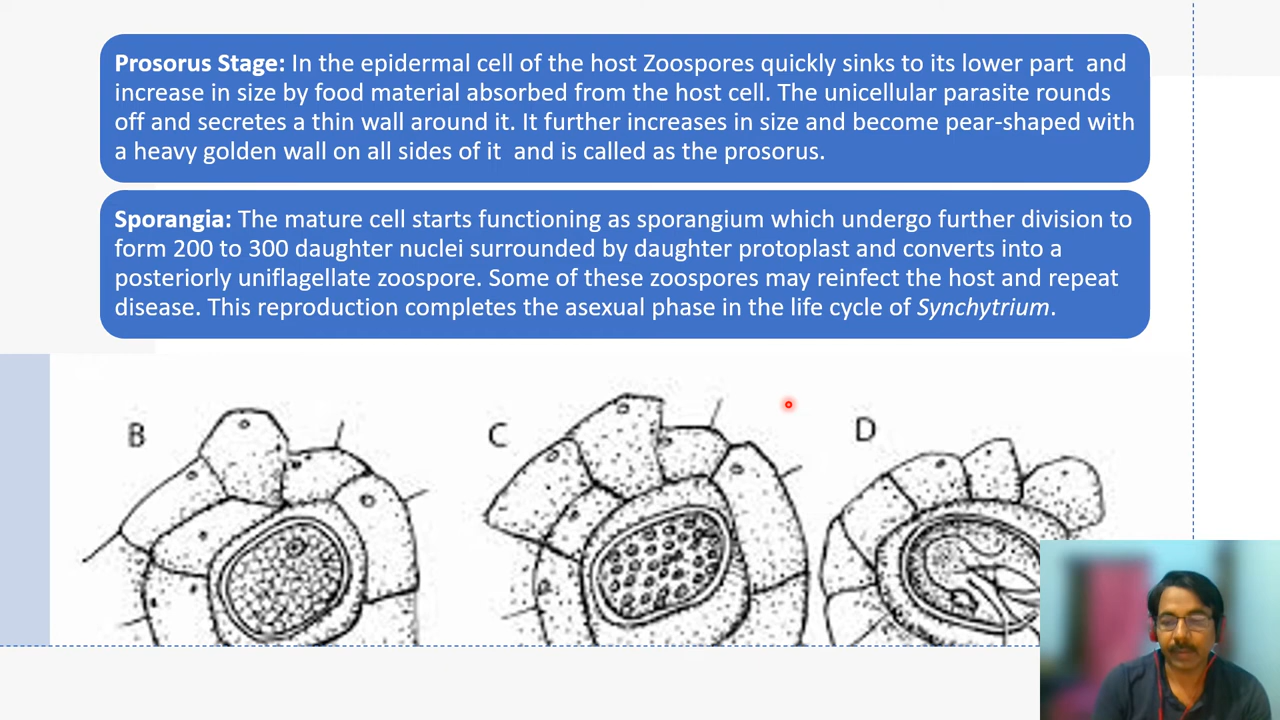 Prosorus Stage: In the epidermal cell of the host Zoospores quickly sinks to its lower part and
increase in size by food material absorbed from the host cell. The unicellular parasite rounds
off and secretes a thin wall around it. It further increases in size and become pear-shaped with
a heavy golden wall on all sides of it and is called as the prosorus.
Sporangia: The mature cell starts functioning as sporangium which undergo further division to
form 200 to 300 daughter nuclei surrounded by daughter protoplast and converts into a
posteriorly uniflagellate zoospore. Some of these zoospores may reinfect the host and repeat
disease. This reproduction completes the asexual phase in the life cycle of Synchytrium.
B
C
D